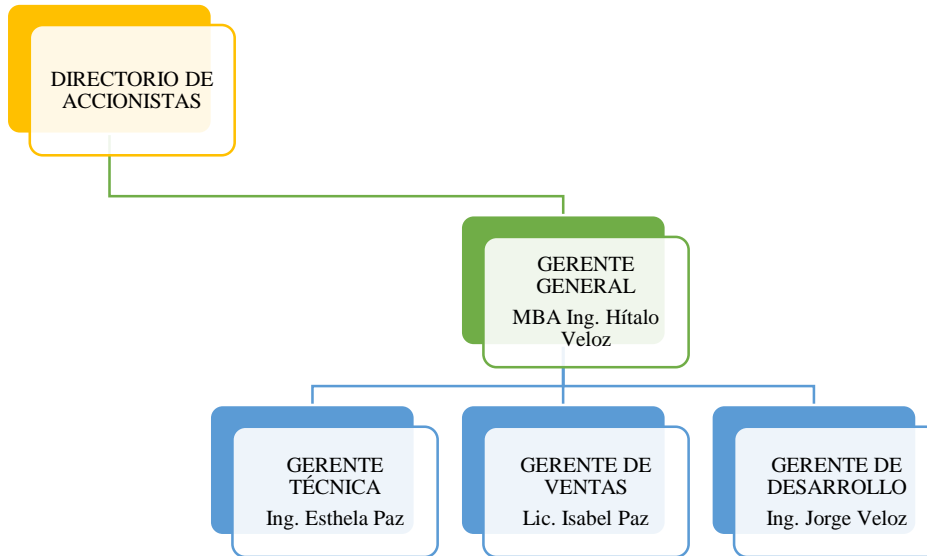 DIRECTORIO DE
ACCIONISTAS
GERENTE
GENERAL
MBA Ing. Hítalo
Veloz
GERENTE
TÉCNICA
Ing. Esthela Paz
GERENTE DE
VENTAS
Lic. Isabel Paz
GERENTE DE
DESARROLLO
Ing. Jorge Veloz